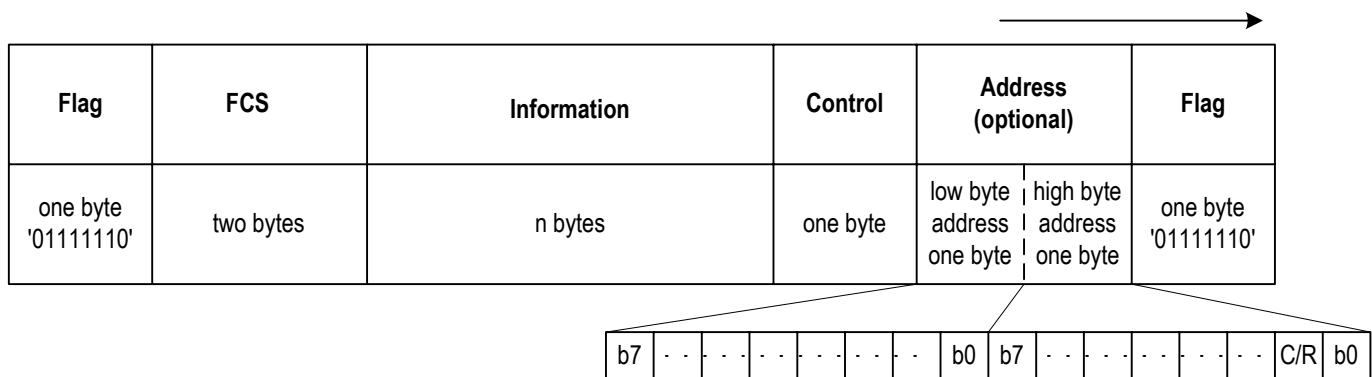 Flag FCS Information Control Address (optional) Flag
one byte '01111110'
two bytes
n bytes
one byte
low byte address one byte
high byte address one byte
one byte '01111110'
b7 b0 b7 C/R b0